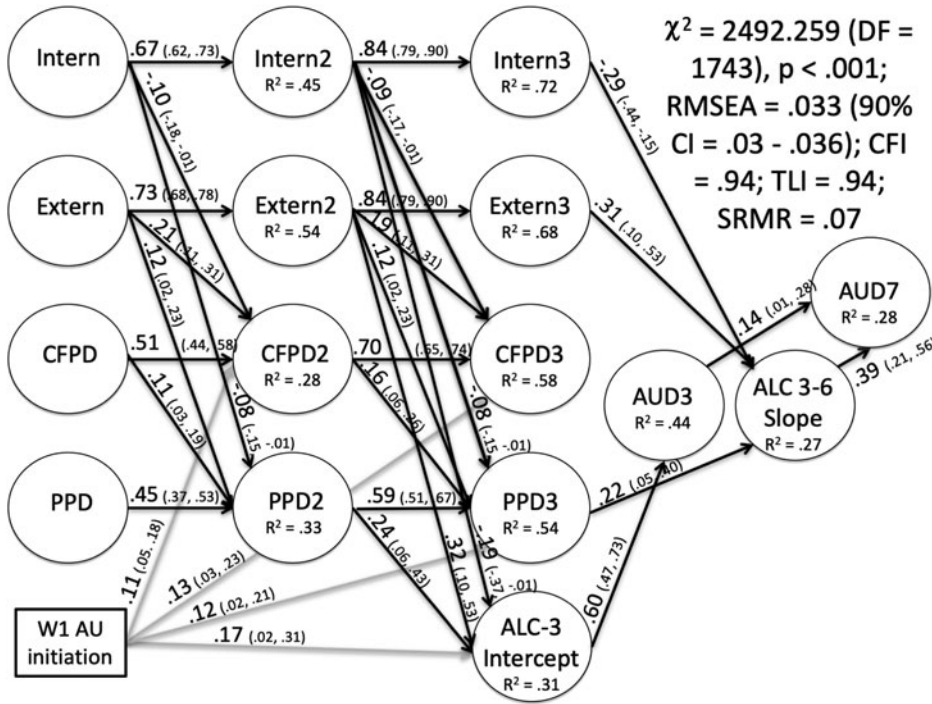 Intern
.67 (.62, .73)
Intern2
R² = .45
.84 (.79, .90)
Intern3
R² = .72
χ² = 2492.259 (DF =
1743), p < .001;
RMSEA = .033 (90%
CI = .03 - .036); CFI
= .94; TLI = .94;
SRMR = .07
-.10 (-.18, -.01)
-.09 (-.17, -.01)
-.29 (-.44, -.15)
Extern
.73 (.68, .78)
Extern2
R² = .54
.84 (.79, .90)
Extern3
R² = .68
.21 (.11, .31)
.12 (.02, .23)
.19 (.11, .31)
.12 (.02, .23)
.31 (.10, .53)
CFPD
.51 (.44, .58)
CFPD2
R² = .28
.70 (.65, .74)
CFPD3
R² = .58
.14 (.01, .28)
AUD7
R² = .28
.39 (.21, .56)
AUD3
R² = .44
ALC 3-6
Slope
R² = .27
.11 (.03, .19)
-.08 (-.15 -.01)
.16 (.06, .26)
-.08 (-.15 -.01)
PPD
.45 (.37, .53)
PPD2
R² = .33
.59 (.51, .67)
PPD3
R² = .54
.22 (.05, .40)
.11 (.05, .18)
.13 (.03, .23)
.24 (.06, .43)
.32 (.10, .53)
-.19 (-.37, -.01)
.60 (.47, .73)
W1 AU
initiation
.12 (.02, .21)
.17 (.02, .31)
ALC-3
Intercept
R² = .31